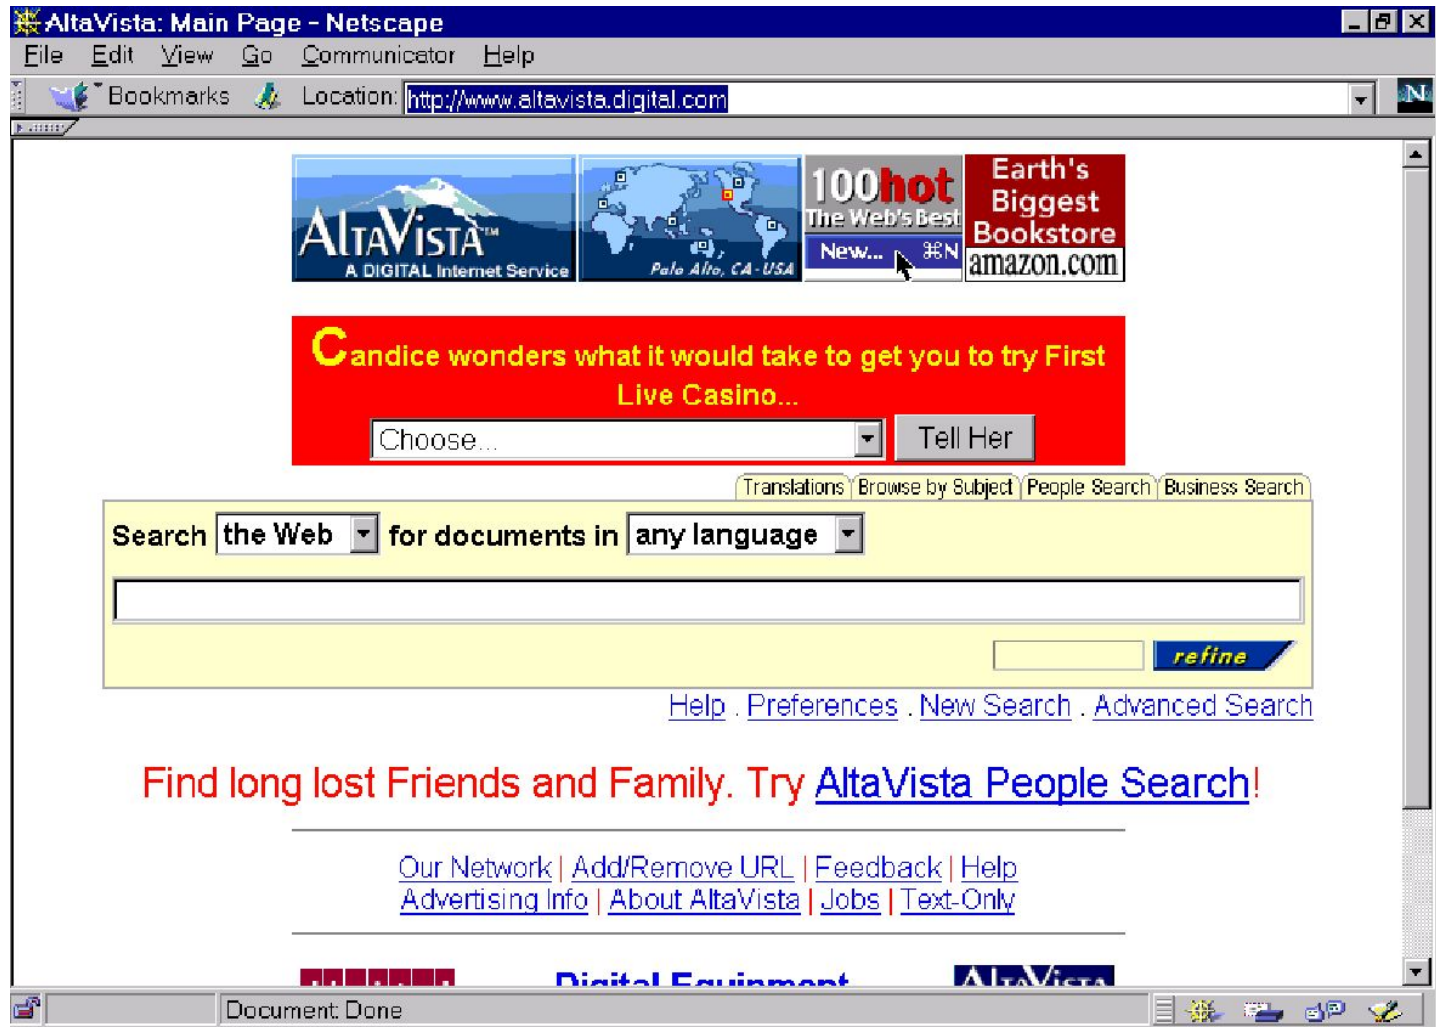 AltaVista: Main Page - Netscape
File Edit View Go Communicator Help
Bookmarks Location: http://www.altavista.digital.com N
ALTAVISTA™
A DIGITAL Internet Service
Palo Alto, CA - USA
100hot
The Web's Best
New... ⌘N
Earth's
Biggest
Bookstore
amazon.com
Candice wonders what it would take to get you to try First
Live Casino...
Choose... Tell Her
Translations Browse by Subject People Search Business Search
Search the Web for documents in any language
refine
Help . Preferences . New Search . Advanced Search
Find long lost Friends and Family. Try AltaVista People Search!
Our Network | Add/Remove URL | Feedback | Help
Advertising Info | About AltaVista | Jobs | Text-Only
Digital Equipment ALTAVISTA
Document: Done